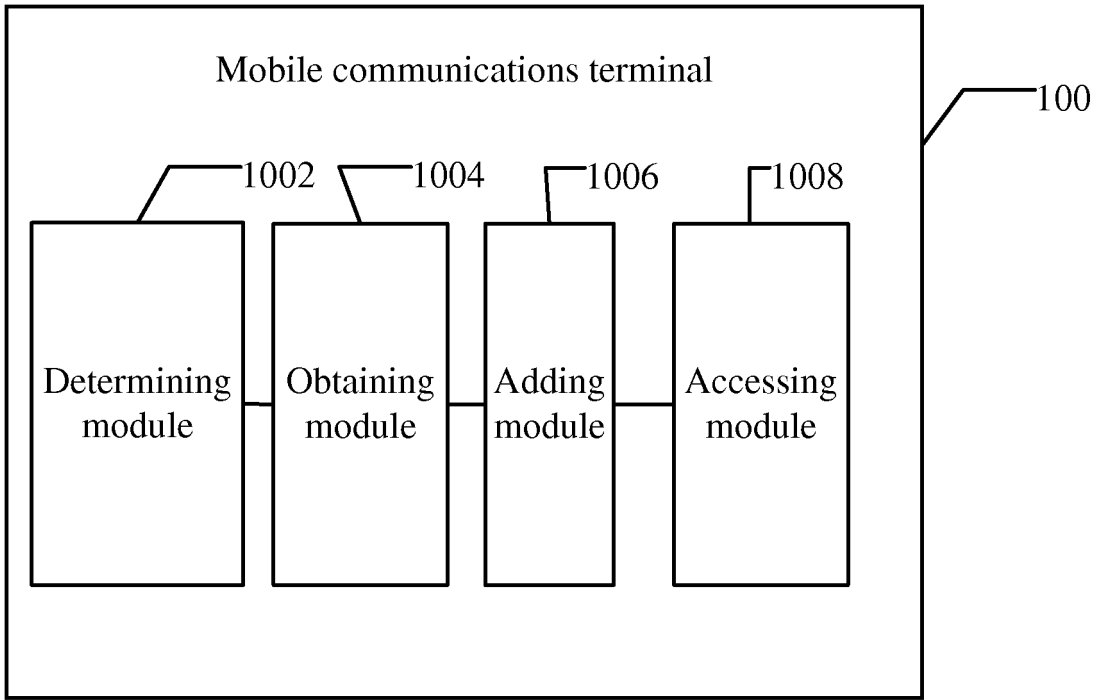 Mobile communications terminal
100
1002
1004
1006
1008
Determining
module
Obtaining
module
Adding
module
Accessing
module